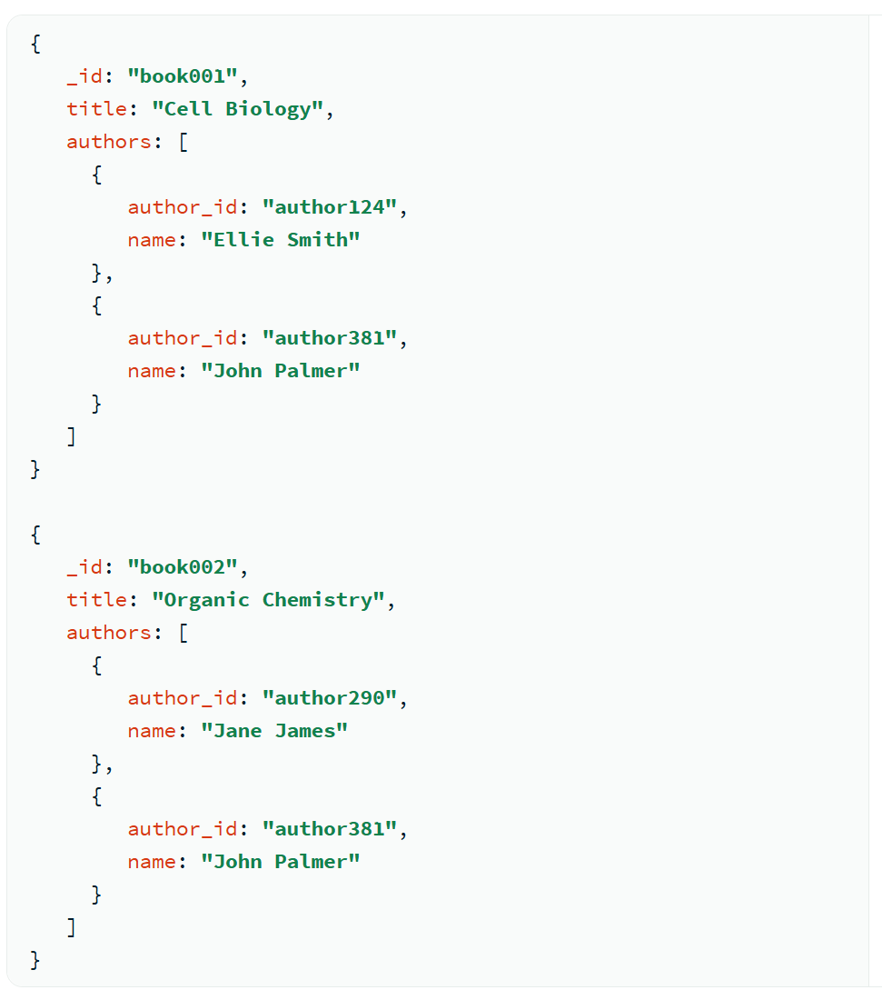 {
   _id: "book001",
   title: "Cell Biology",
   authors: [
     {
        author_id: "author124",
        name: "Ellie Smith"
     },
     {
        author_id: "author381",
        name: "John Palmer"
     }
   ]
}

{
   _id: "book002",
   title: "Organic Chemistry",
   authors: [
     {
        author_id: "author290",
        name: "Jane James"
     },
     {
        author_id: "author381",
        name: "John Palmer"
     }
   ]
}